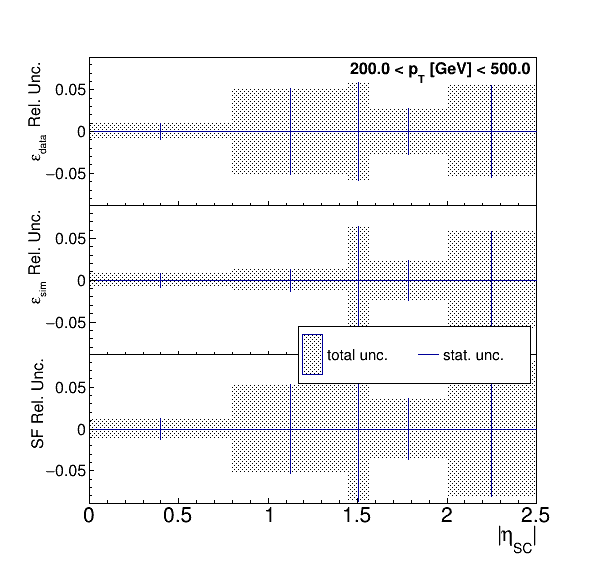 200.0 < p_T [GeV] < 500.0
ε_data Rel. Unc.
0.05
0
−0.05
ε_sim Rel. Unc.
0.05
0
−0.05
total unc.
stat. unc.
SF Rel. Unc.
0.05
0
−0.05
0 0.5 1 1.5 2 2.5
|η_SC|